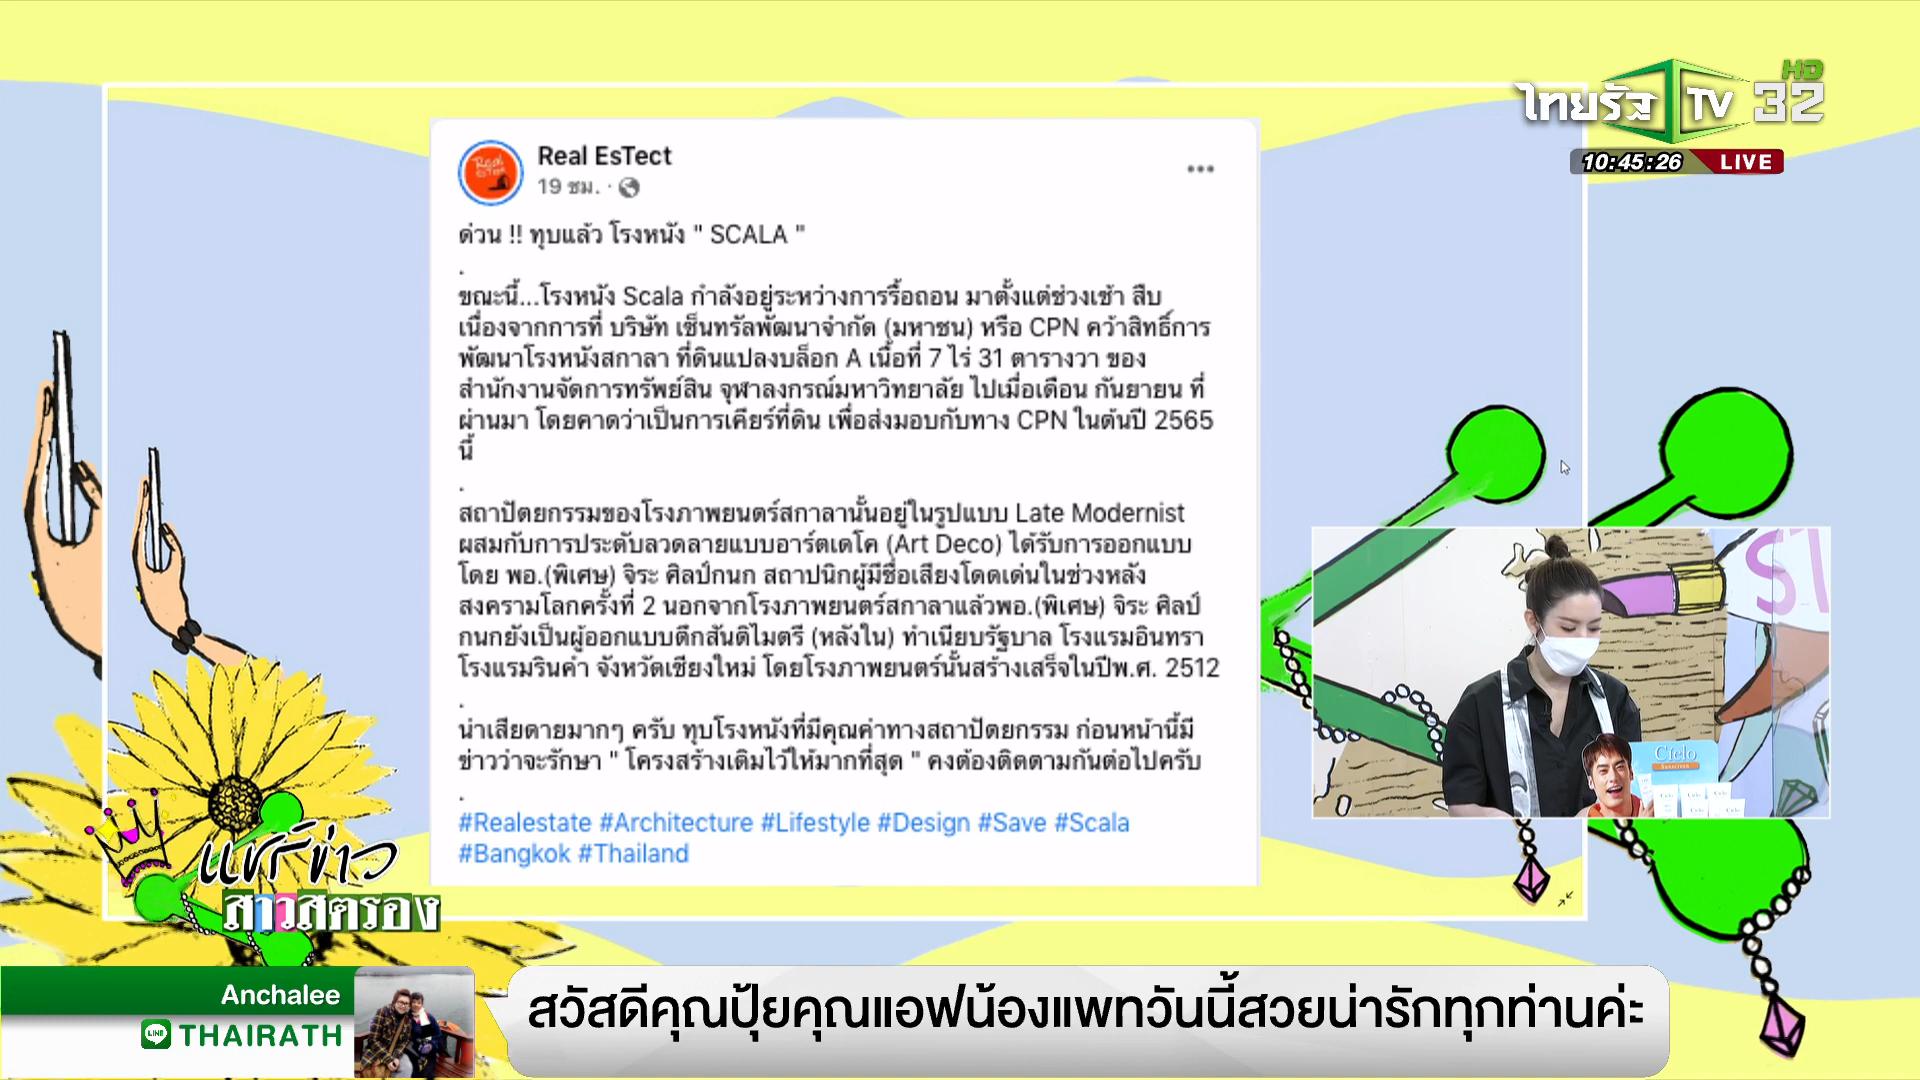 ไทยรัฐ TV HD 32
10:45:26 LIVE
Real EsTect
19 ชม. ·
ด่วน !! ทุบแล้ว โรงหนัง " SCALA "
.
ขณะนี้...โรงหนัง Scala กำลังอยู่ระหว่างการรื้อถอน มาตั้งแต่ช่วงเช้า สืบ
เนื่องจากการที่ บริษัท เซ็นทรัลพัฒนาจำกัด (มหาชน) หรือ CPN คว้าสิทธิ์การ
พัฒนาโรงหนังสกาลา ที่ดินแปลงบล็อก A เนื้อที่ 7 ไร่ 31 ตารางวา ของ
สำนักงานจัดการทรัพย์สิน จุฬาลงกรณ์มหาวิทยาลัย ไปเมื่อเดือน กันยายน ที่
ผ่านมา โดยคาดว่าเป็นการเคียร์ที่ดิน เพื่อส่งมอบกับทาง CPN ในต้นปี 2565
นี้
.
สถาปัตยกรรมของโรงภาพยนตร์สกาลานั้นอยู่ในรูปแบบ Late Modernist
ผสมกับการประดับลวดลายแบบอาร์ตเดโค (Art Deco) ได้รับการออกแบบ
โดย พอ.(พิเศษ) จิระ ศิลป์กนก สถาปนิกผู้มีชื่อเสียงโดดเด่นในช่วงหลัง
สงครามโลกครั้งที่ 2 นอกจากโรงภาพยนตร์สกาลาแล้วพอ.(พิเศษ) จิระ ศิลป์
กนกยังเป็นผู้ออกแบบตึกสันติไมตรี (หลังใน) ทำเนียบรัฐบาล โรงแรมอินทรา
โรงแรมรินคำ จังหวัดเชียงใหม่ โดยโรงภาพยนตร์นั้นสร้างเสร็จในปีพ.ศ. 2512
.
น่าเสียดายมากๆ ครับ ทุบโรงหนังที่มีคุณค่าทางสถาปัตยกรรม ก่อนหน้านี้มี
ข่าวว่าจะรักษา " โครงสร้างเดิมไว้ให้มากที่สุด " คงต้องติดตามกันต่อไปครับ
.
#Realestate #Architecture #Lifestyle #Design #Save #Scala
#Bangkok #Thailand
Cielo
แชร์ข่าว
สาวสตรอง
Anchalee
LINE THAIRATH
สวัสดีคุณปุ้ยคุณแอฟน้องแพทวันนี้สวยน่ารักทุกท่านค่ะ